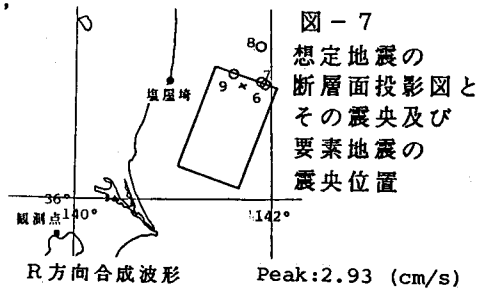 図－7
想定地震の
断層面投影図と
その震央及び
要素地震の
震央位置
8
7
9
6
塩屋埼
36°
140°
142°
観測点
R方向合成波形 Peak:2.93 (cm/s)